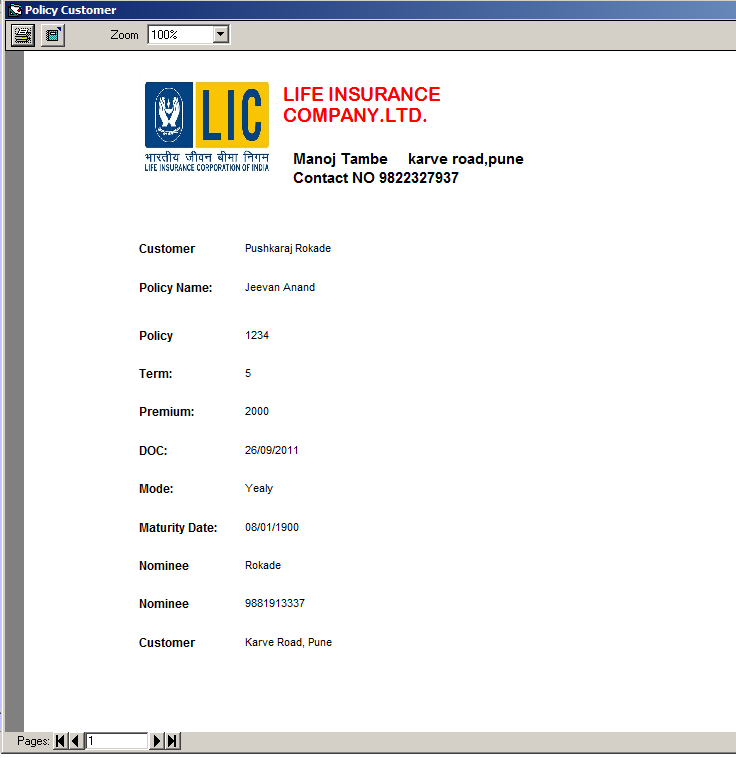 Policy Customer
Zoom 100%
LIC
भारतीय जीवन बीमा निगम
LIFE INSURANCE CORPORATION OF INDIA
LIFE INSURANCE
COMPANY.LTD.
Manoj Tambe karve road,pune
Contact NO 9822327937
Customer Pushkaraj Rokade
Policy Name: Jeevan Anand
Policy 1234
Term: 5
Premium: 2000
DOC: 26/09/2011
Mode: Yealy
Maturity Date: 08/01/1900
Nominee Rokade
Nominee 9881913337
Customer Karve Road, Pune
Pages: 1